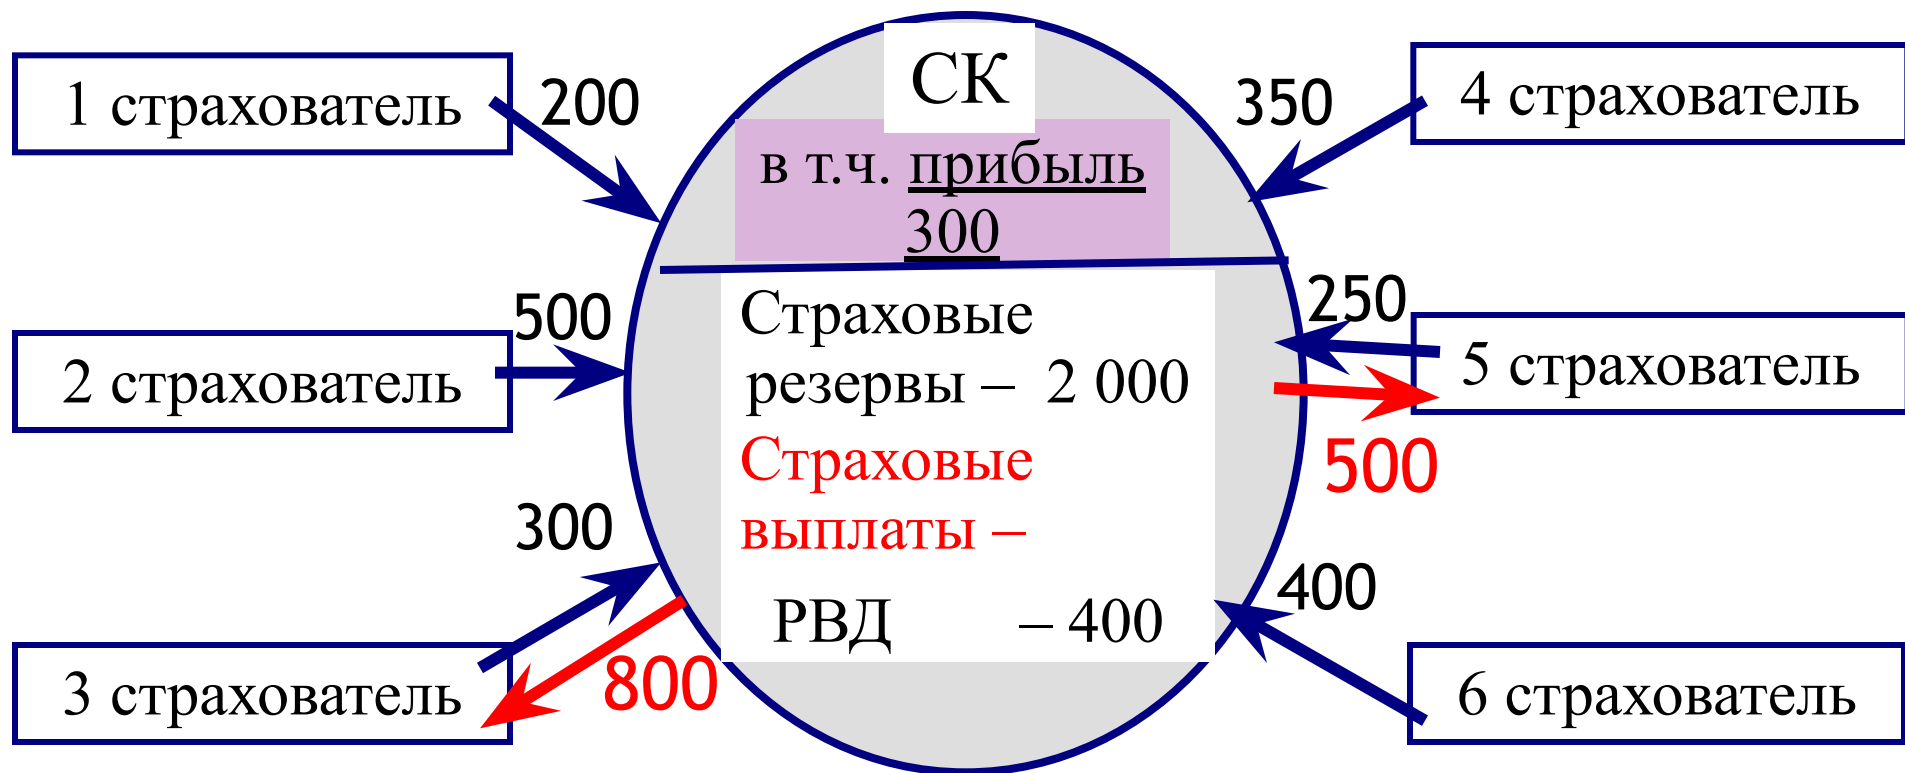 1 страхователь
200
2 страхователь
500
3 страхователь
300
800
СК
в т.ч. прибыль
300
Страховые
резервы – 2 000
Страховые
выплаты –
РВД – 400
4 страхователь
350
5 страхователь
250
500
6 страхователь
400